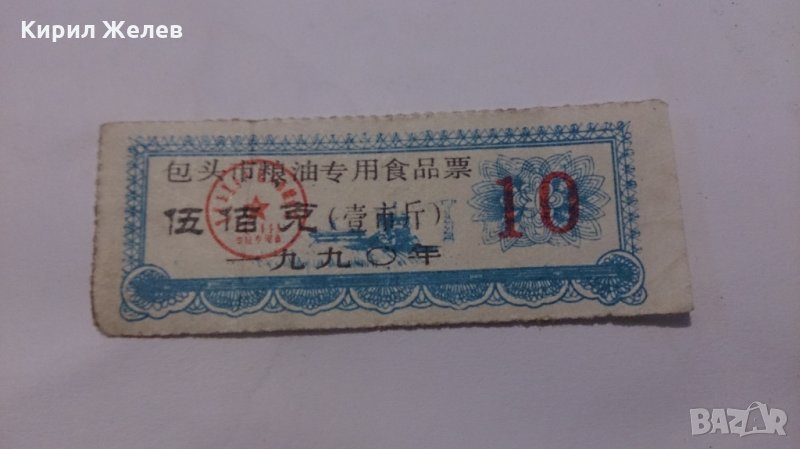 Кирил Желев
包头市粮油专用食品票
伍佰克(壹市斤)
10
一九九〇年
BAZAR